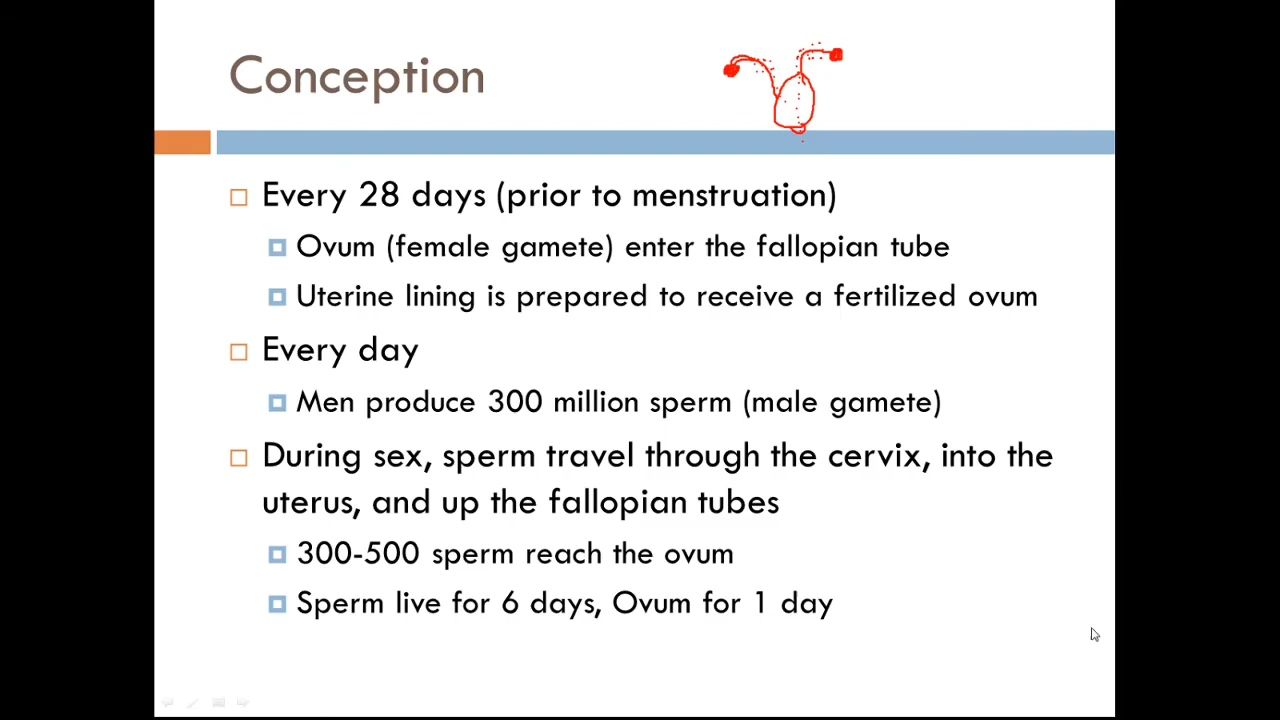 Conception
Every 28 days (prior to menstruation)
Ovum (female gamete) enter the fallopian tube
Uterine lining is prepared to receive a fertilized ovum
Every day
Men produce 300 million sperm (male gamete)
During sex, sperm travel through the cervix, into the
uterus, and up the fallopian tubes
300-500 sperm reach the ovum
Sperm live for 6 days, Ovum for 1 day